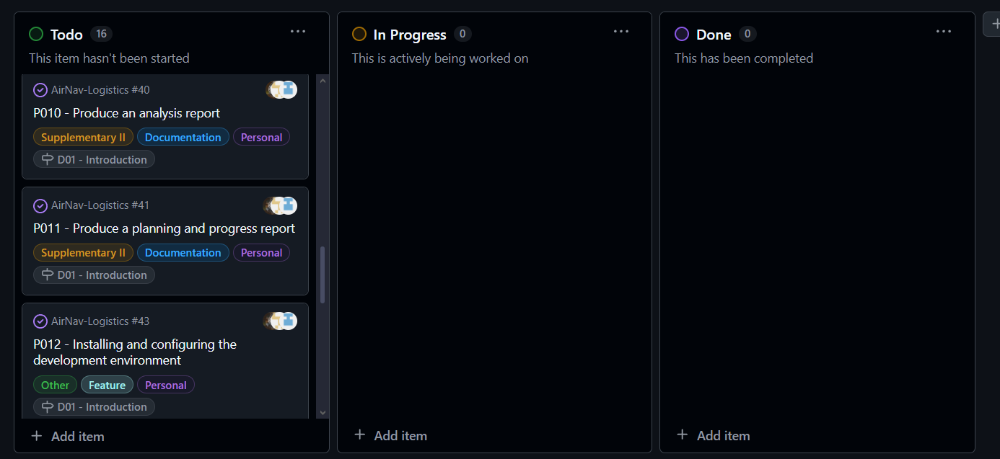 Todo 16
This item hasn't been started
AirNav-Logistics #40
P010 - Produce an analysis report
Supplementary II Documentation Personal
D01 - Introduction
AirNav-Logistics #41
P011 - Produce a planning and progress report
Supplementary II Documentation Personal
D01 - Introduction
AirNav-Logistics #43
P012 - Installing and configuring the
development environment
Other Feature Personal
D01 - Introduction
+ Add item
In Progress 0
This is actively being worked on
+ Add item
Done 0
This has been completed
+ Add item